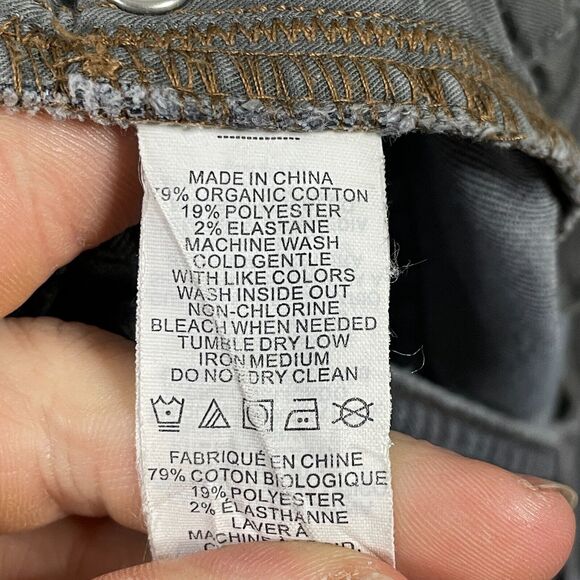 MADE IN CHINA
79% ORGANIC COTTON
19% POLYESTER
2% ELASTANE
MACHINE WASH
COLD GENTLE
WITH LIKE COLORS
WASH INSIDE OUT
NON-CHLORINE
BLEACH WHEN NEEDED
TUMBLE DRY LOW
IRON MEDIUM
DO NOT DRY CLEAN
FABRIQUÉ EN CHINE
79% COTON BIOLOGIQUE
19% POLYESTER
2% ÉLASTHANNE
LAVER À
MACHINE